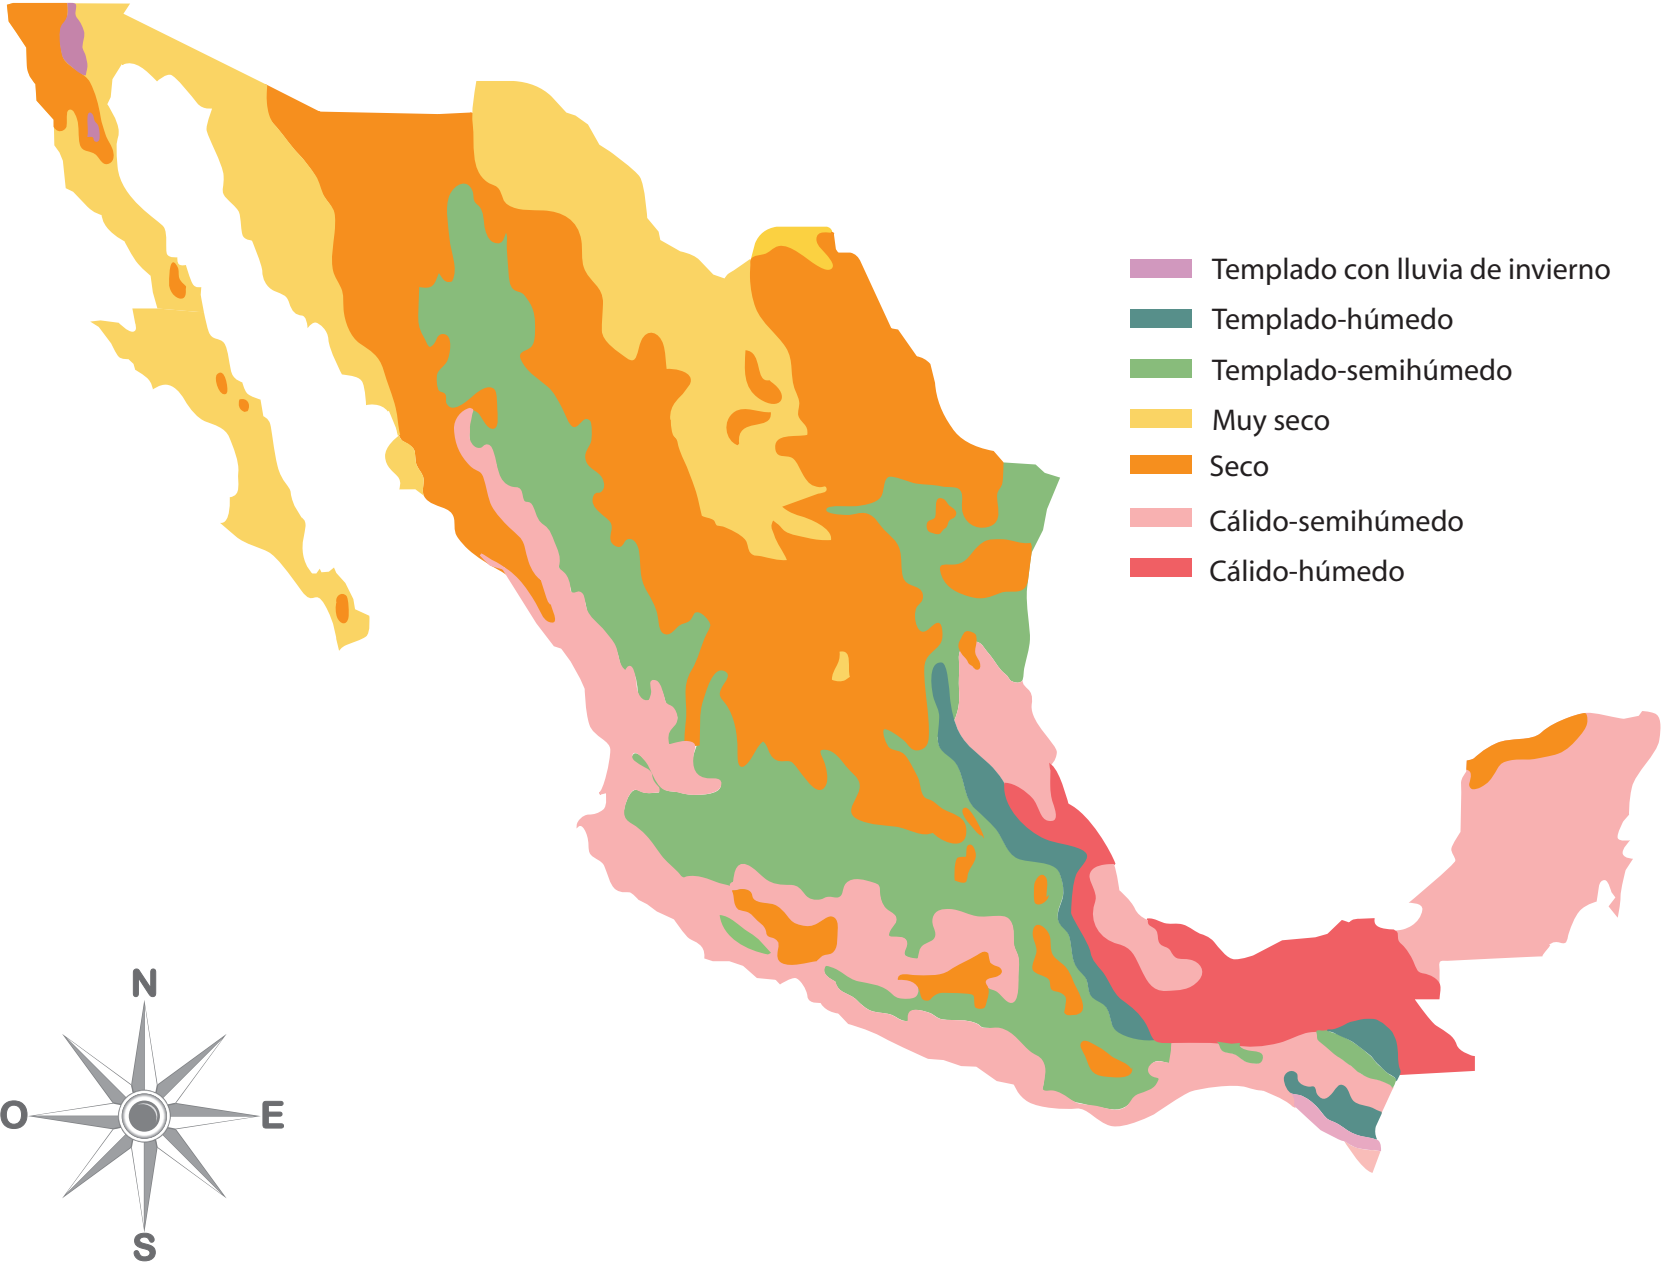 Templado con lluvia de invierno
Templado-húmedo
Templado-semihúmedo
Muy seco
Seco
Cálido-semihúmedo
Cálido-húmedo
N
O
E
S